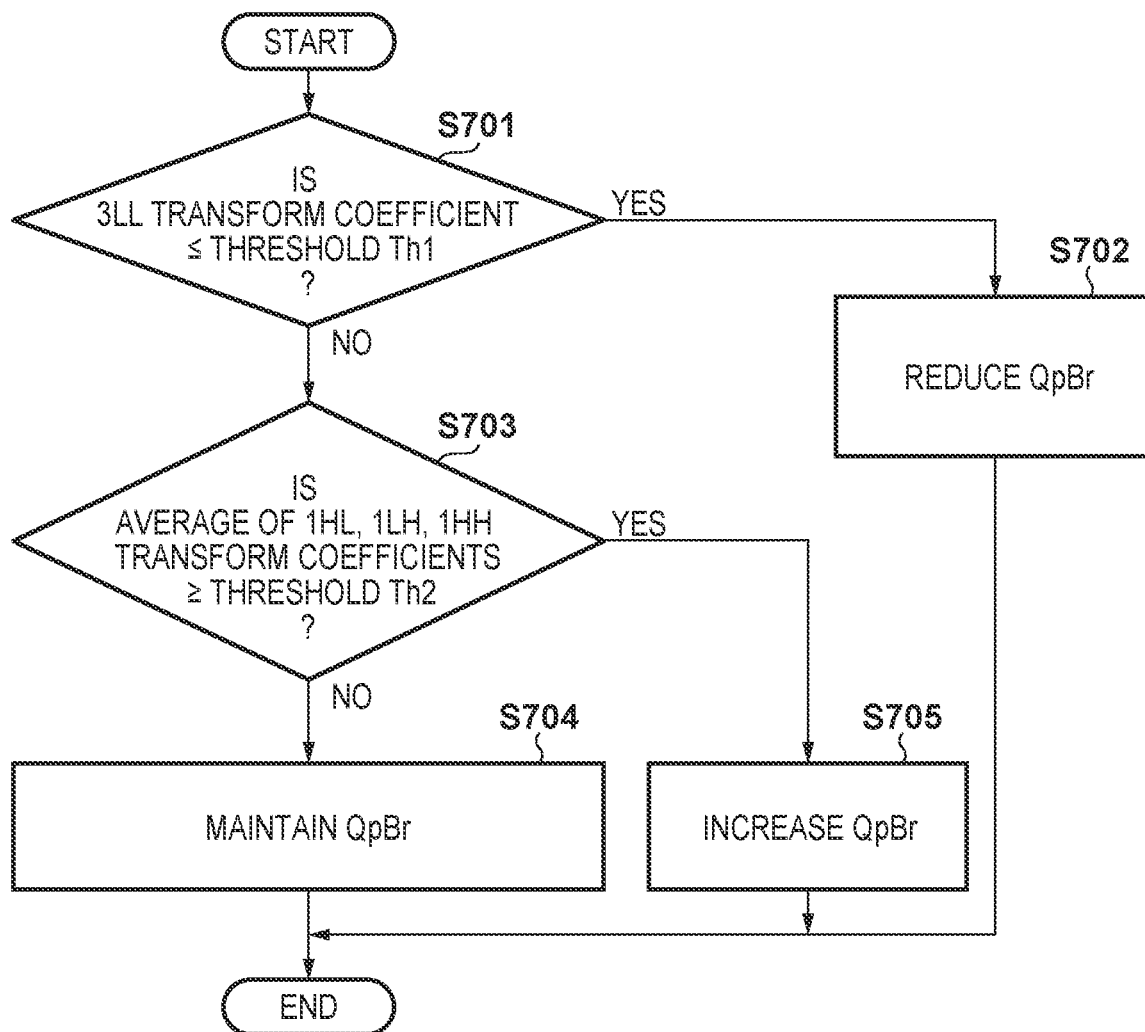 START
S701
IS
3LL TRANSFORM COEFFICIENT
≤ THRESHOLD Th1
?
YES
NO
S702
REDUCE QpBr
S703
IS
AVERAGE OF 1HL, 1LH, 1HH
TRANSFORM COEFFICIENTS
≥ THRESHOLD Th2
?
YES
NO
S704
MAINTAIN QpBr
S705
INCREASE QpBr
END